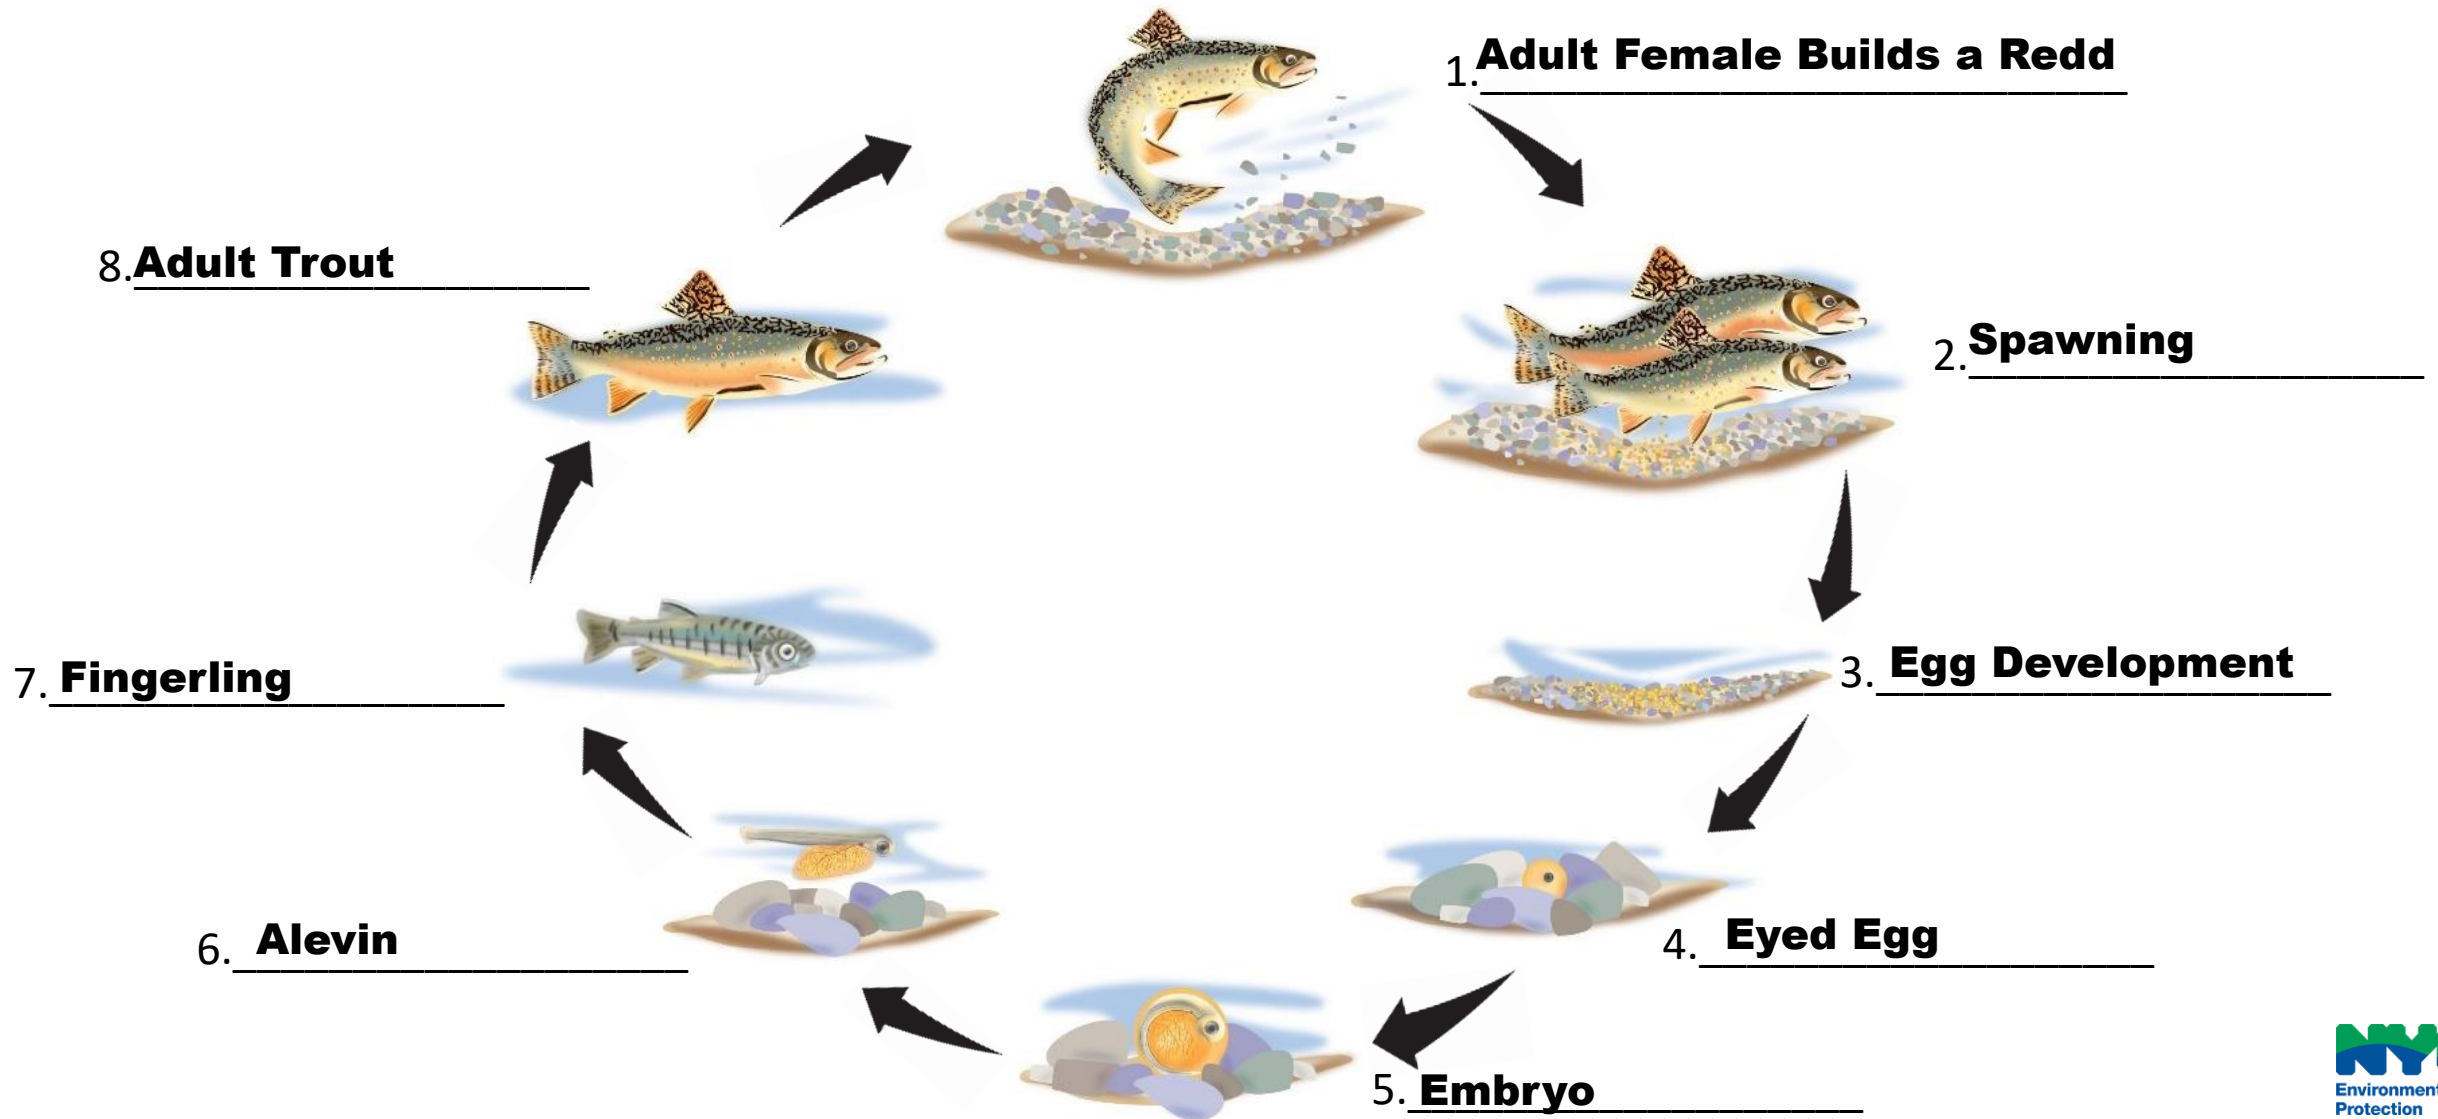 1. Adult Female Builds a Redd
2. Spawning
3. Egg Development
4. Eyed Egg
5. Embryo
6. Alevin
7. Fingerling
8. Adult Trout
NY
Environment
Protection